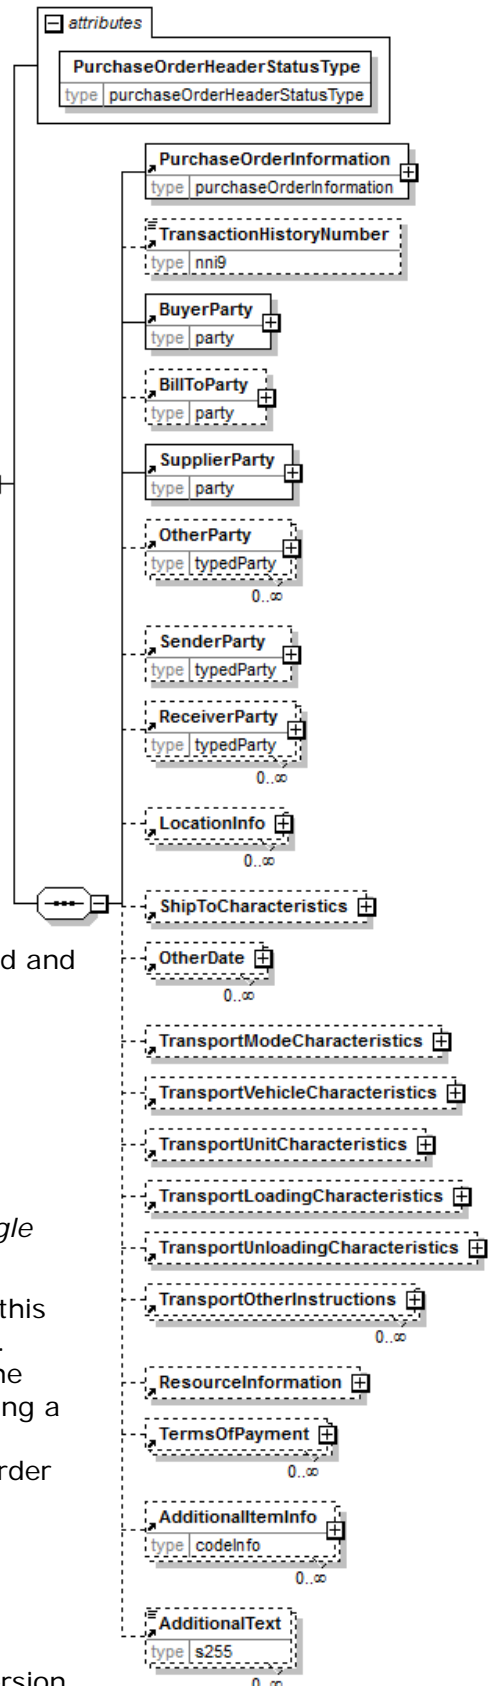 attributes
PurchaseOrderHeaderStatusType
type purchaseOrderHeaderStatusType
PurchaseOrderInformation
type purchaseOrderInformation
TransactionHistoryNumber
type nni9
BuyerParty
type party
BillToParty
type party
SupplierParty
type party
OtherParty
type typedParty
0..∞
SenderParty
type typedParty
ReceiverParty
type typedParty
0..∞
LocationInfo
0..∞
ShipToCharacteristics
d and
OtherDate
0..∞
TransportModeCharacteristics
TransportVehicleCharacteristics
TransportUnitCharacteristics
TransportLoadingCharacteristics
gle
TransportUnloadingCharacteristics
this
TransportOtherInstructions
.
0..∞
ne
ResourceInformation
ng a
TermsOfPayment
rder
0..∞
AdditionalItemInfo
type codeInfo
0..∞
AdditionalText
type s255
rsion
0..∞